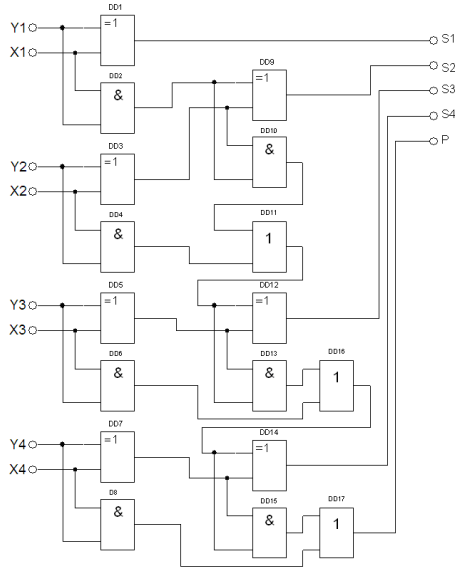 DD1
Y1 =1 S1
X1
DD2 DD9 S2
& =1 S3
DD3 DD10 S4
Y2 =1 & P
X2
DD4 DD11
& 1
DD5 DD12
Y3 =1 =1
X3
DD6 DD13 DD16
& & 1
DD7 DD14
Y4 =1 =1
X4
D8 DD15 DD17
& & 1